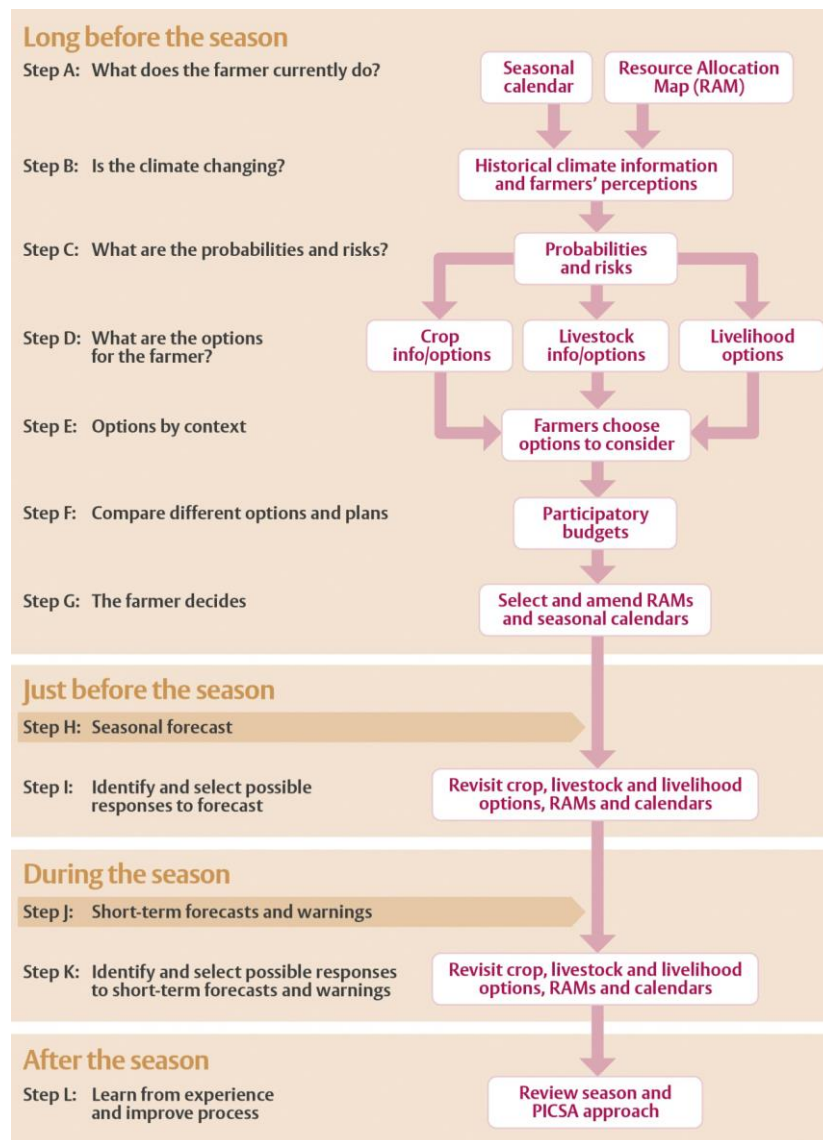 Long before the season
Step A: What does the farmer currently do?
Seasonal
calendar
Resource Allocation
Map (RAM)
Step B: Is the climate changing?
Historical climate information
and farmers' perceptions
Step C: What are the probabilities and risks?
Probabilities
and risks
Step D: What are the options
for the farmer?
Crop
info/options
Livestock
info/options
Livelihood
options
Step E: Options by context
Farmers choose
options to consider
Step F: Compare different options and plans
Participatory
budgets
Step G: The farmer decides
Select and amend RAMs
and seasonal calendars
Just before the season
Step H: Seasonal forecast
Step I: Identify and select possible
responses to forecast
Revisit crop, livestock and livelihood
options, RAMs and calendars
During the season
Step J: Short-term forecasts and warnings
Step K: Identify and select possible responses
to short-term forecasts and warnings
Revisit crop, livestock and livelihood
options, RAMs and calendars
After the season
Step L: Learn from experience
and improve process
Review season and
PICSA approach